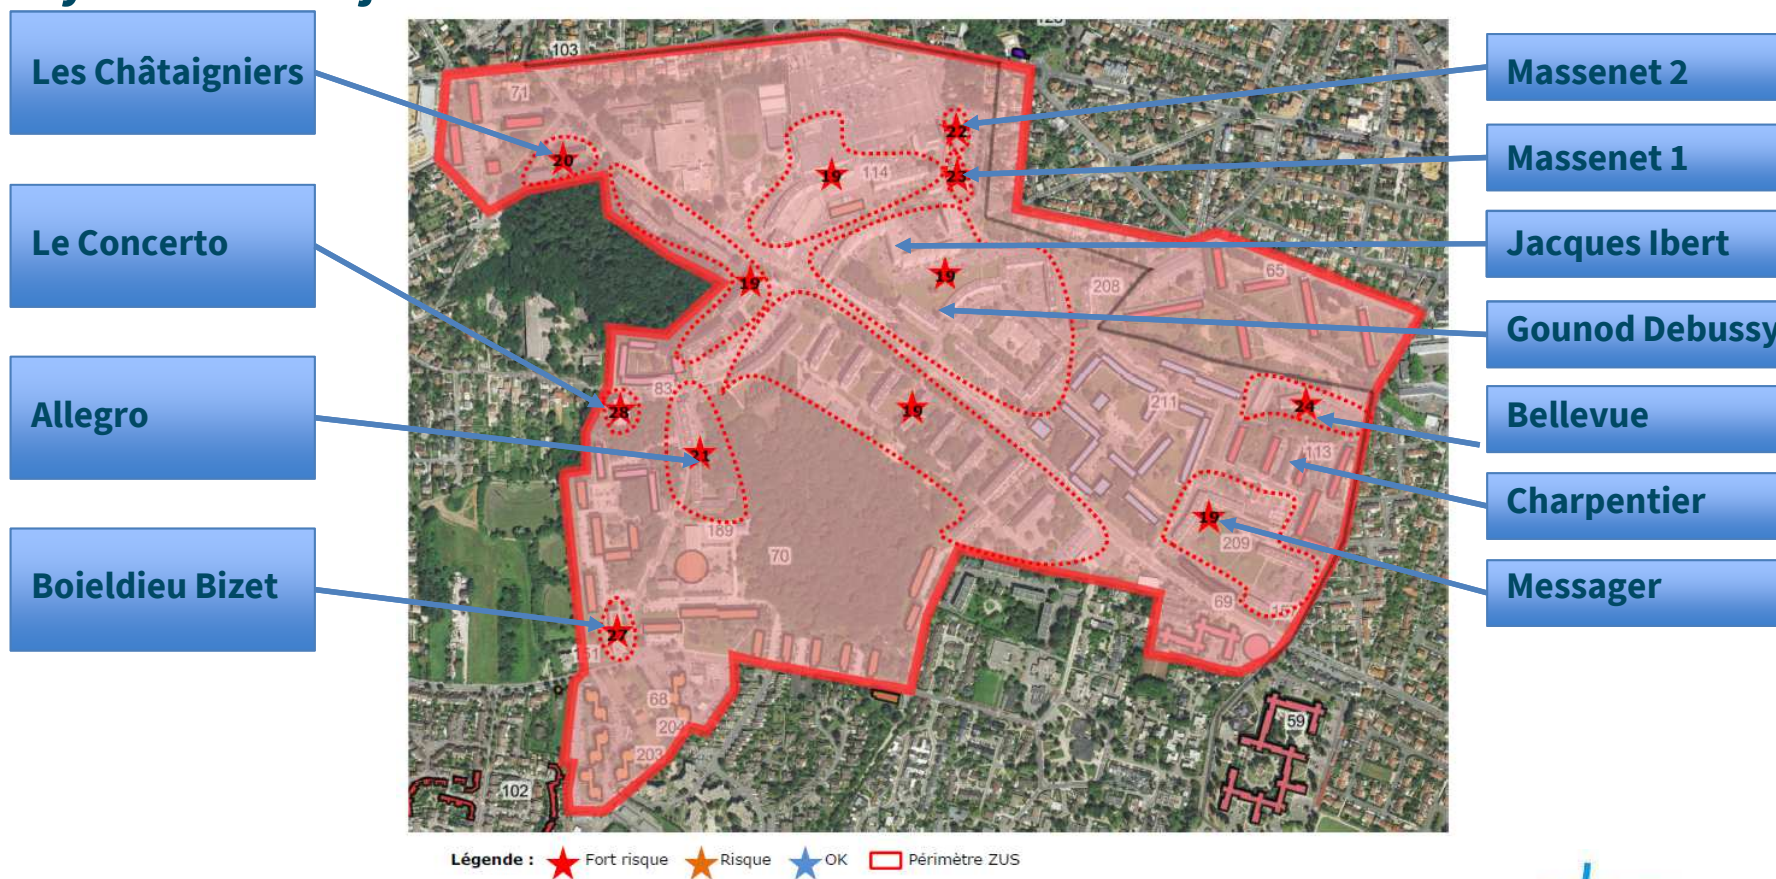 Les Châtaigniers
Le Concerto
Allegro
Boieldieu Bizet
Massenet 2
Massenet 1
Jacques Ibert
Gounod Debussy
Bellevue
Charpentier
Messager
103
71
20
19
114
22
23
19
19
208
65
83
28
21
19
211
24
113
19
209
189
70
69
27
151
68
204
203
102
59
Légende : Fort risque Risque OK Périmètre ZUS